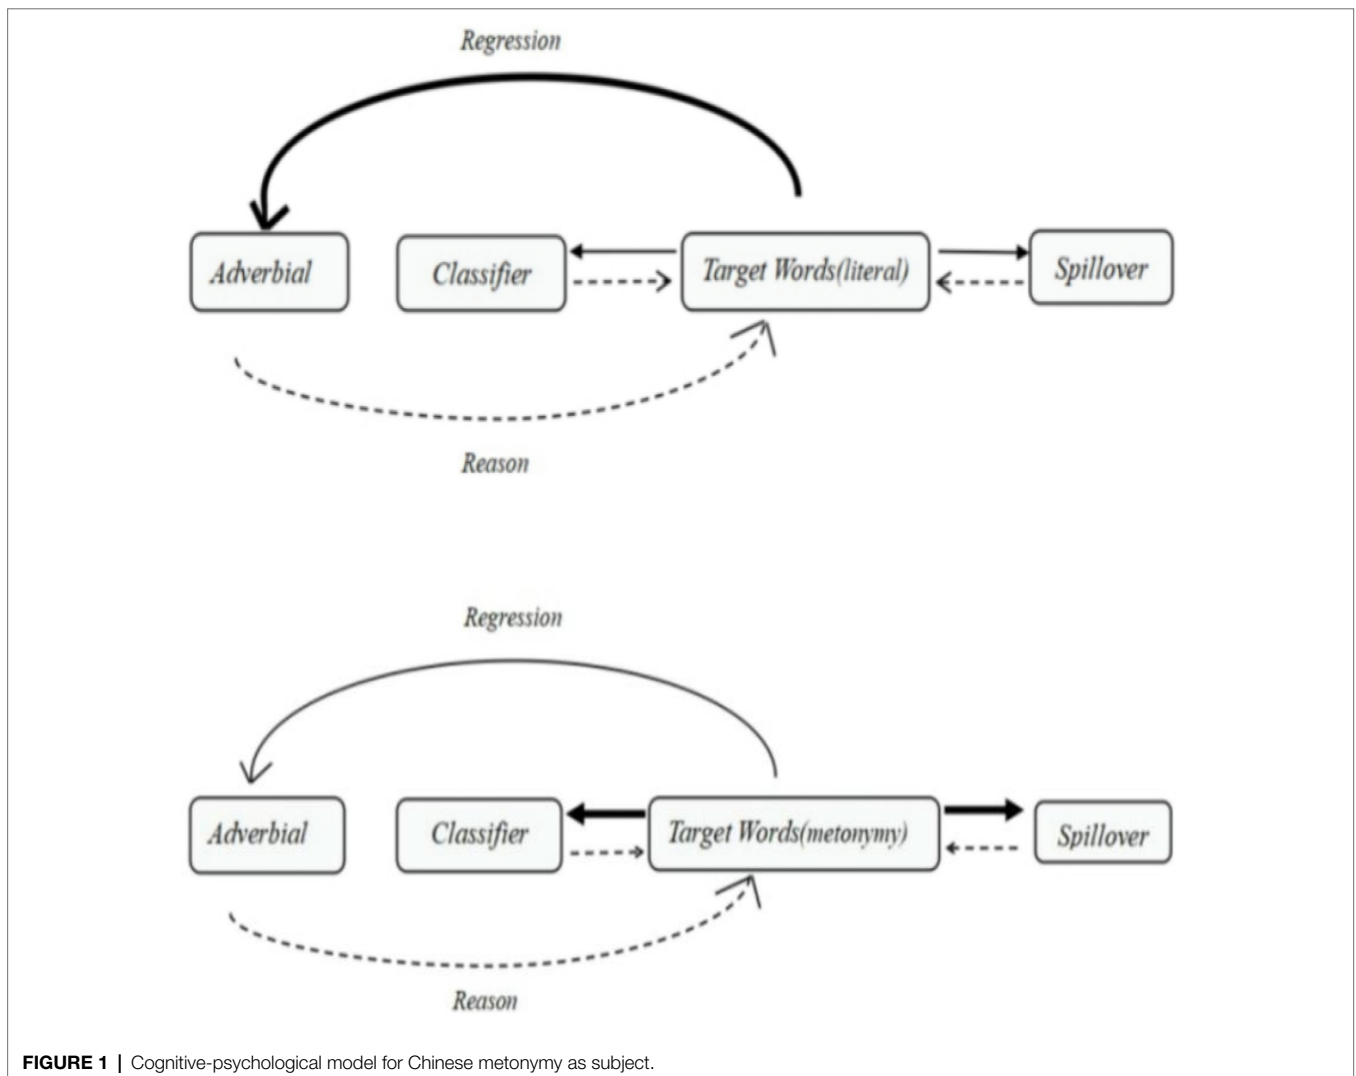 Regression
Adverbial
Classifier
Target Words(literal)
Spillover
Reason
Regression
Adverbial
Classifier
Target Words(metonymy)
Spillover
Reason
FIGURE 1 | Cognitive-psychological model for Chinese metonymy as subject.